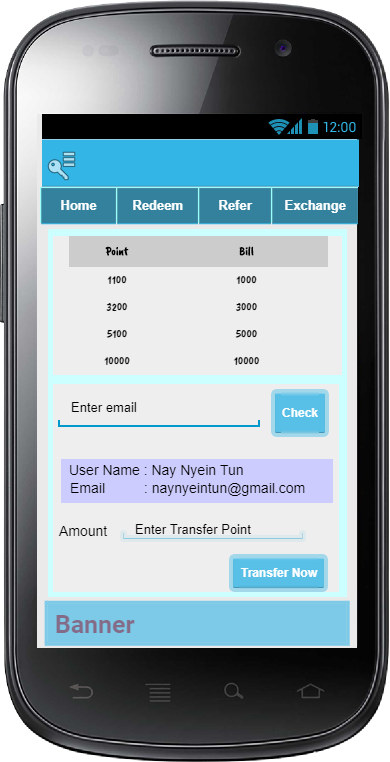 12:00
Home Redeem Refer Exchange
Point Bill
1100 1000
3200 3000
5100 5000
10000 10000
Enter email
Check
User Name : Nay Nyein Tun
Email : naynyeintun@gmail.com
Amount Enter Transfer Point
Transfer Now
Banner